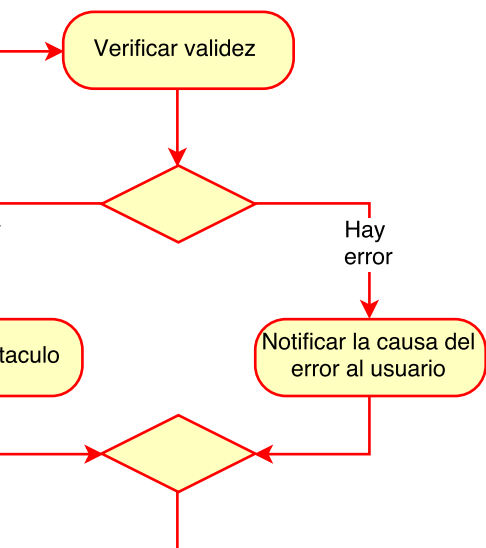 Verificar validez
Hay
error
taculo
Notificar la causa del
error al usuario